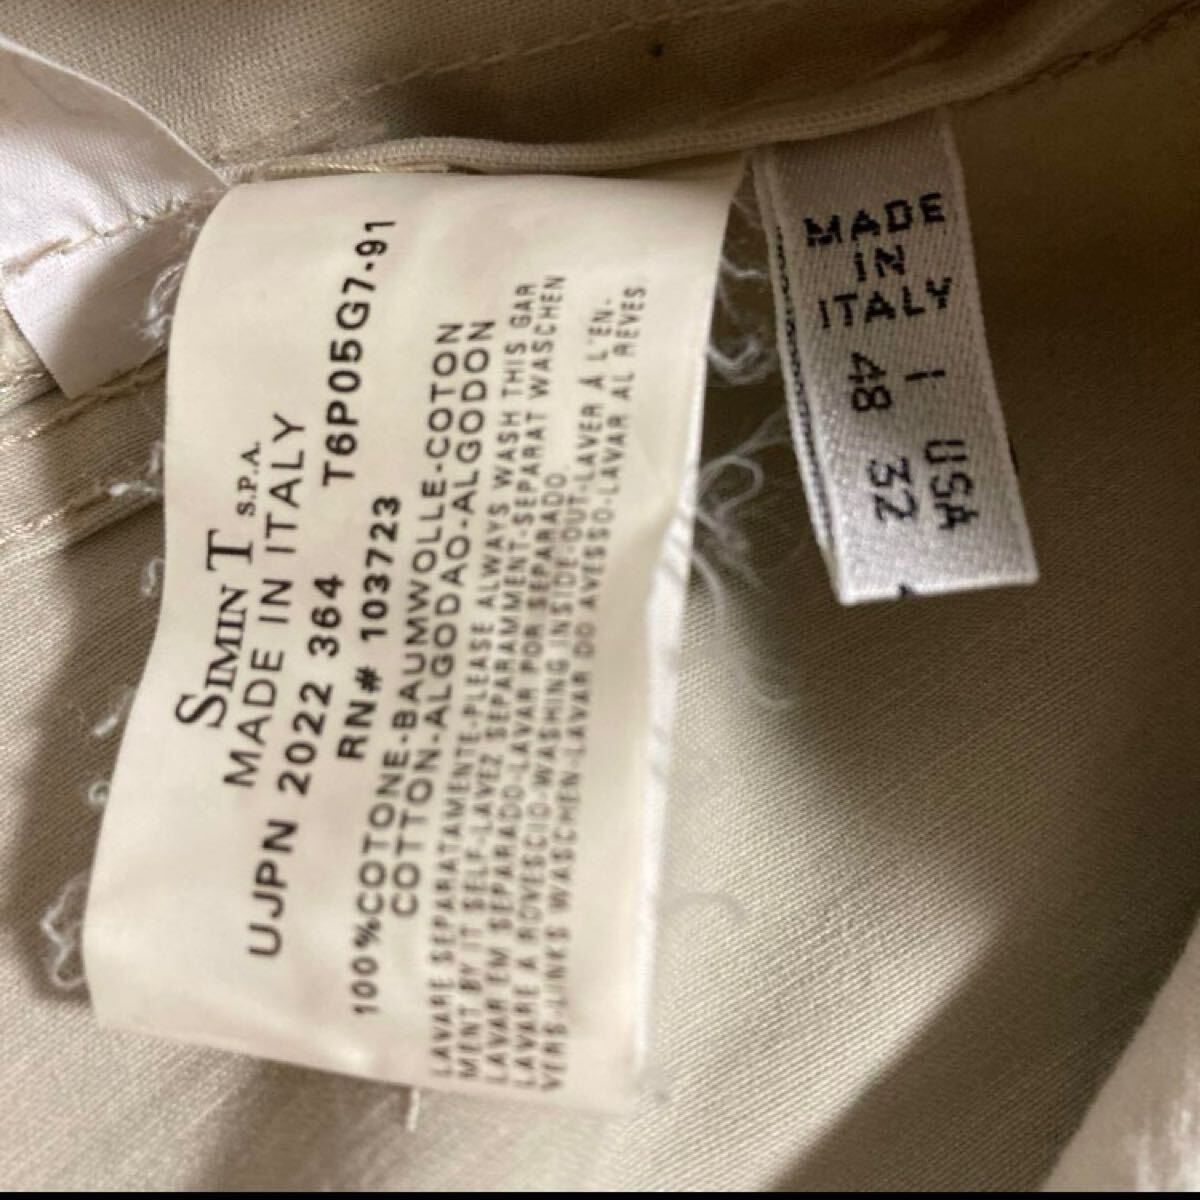 SIMINT S.P.A.
MADE IN ITALY
UJPN 2022 364 T6P05G7-91
RN# 103723
100%COTONE-BAUMWOLLE-COTON
COTTON-ALGODAO-ALGODON
LAVARE SEPARATAMENTE-PLEASE ALWAYS WASH THIS GAR
MENT BY IT SELF-LAVEZ SEPARAMMENT-SEPARAT WASCHEN
LAVAR EM SEPARADO-LAVAR POR SEPARADO.
LAVARE A ROVESCIO-WASHING INSIDE-OUT-LAVER À L'EN-
VERS-LINKS WASCHEN-LAVAR DO AVESSO-LAVAR AL REVES
MADE
IN
ITALY
I USA
48 32